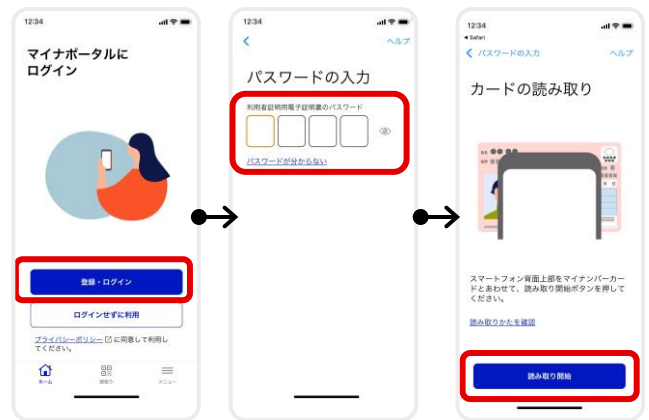 12:34
マイナポータルに
ログイン
登録・ログイン
ログインせずに利用
プライバシーポリシー に同意して利用し
てください。
ホーム
読取り
メニュー
12:34
ヘルプ
パスワードの入力
利用者証明用電子証明書のパスワード
パスワードが分からない
12:34
Safari
パスワードの入力
ヘルプ
カードの読み取り
氏名
スマートフォン背面上部をマイナンバーカー
ドとあわせて、読み取り開始ボタンを押して
ください。
読み取りかたを確認
読み取り開始